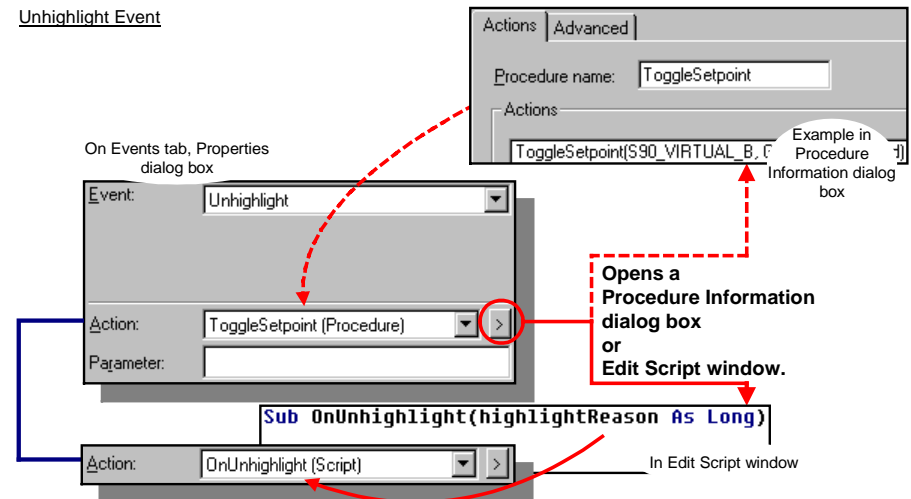 Unhighlight Event
Actions
Advanced
Procedure name:
ToggleSetpoint
Actions
ToggleSetpoint(S90_VIRTUAL_B,
Example in
Procedure
Information dialog
box
On Events tab, Properties
dialog box
Event:
Unhighlight
Action:
ToggleSetpoint (Procedure)
>
Parameter:
Opens a
Procedure Information
dialog box
or
Edit Script window.
Sub OnUnhighlight(highlightReason As Long)
In Edit Script window
Action:
OnUnhighlight (Script)
>